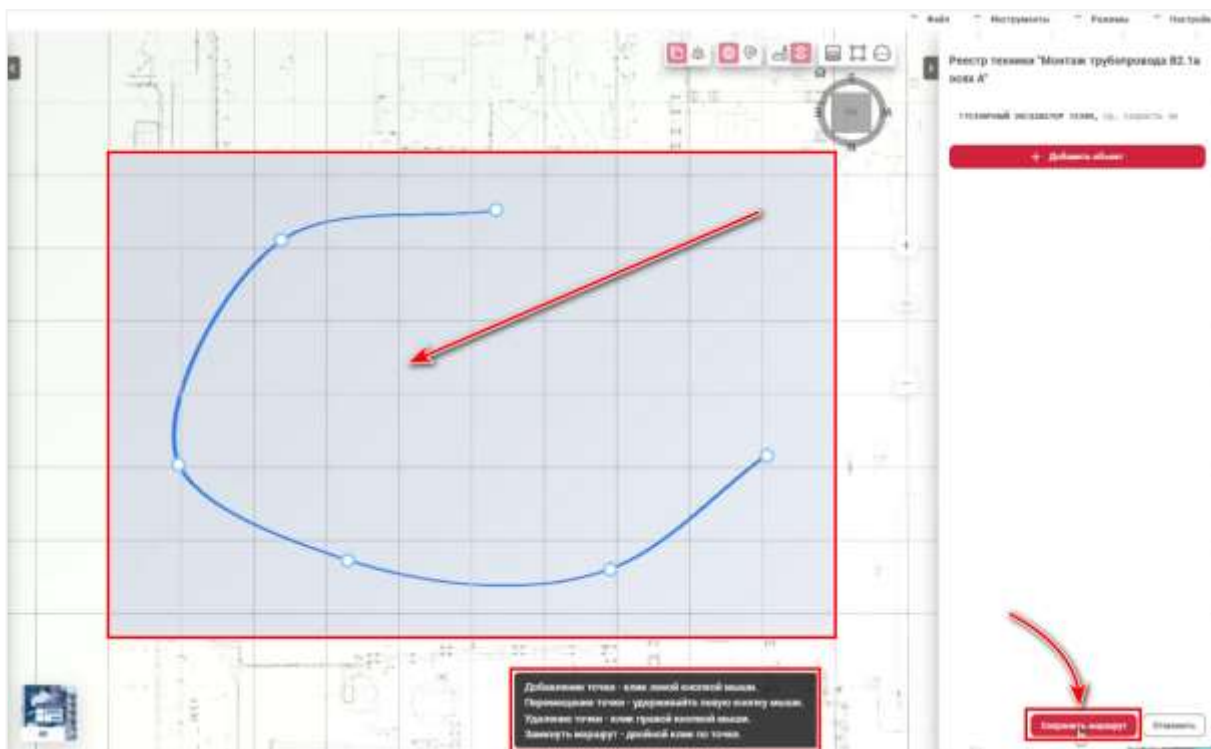 Файл Инструменты Режимы Настройк
Реестр техники "Монтаж трубопровода В2.1а
Добавить объект
Добавление точки - клик левой кнопкой мыши.
Перемещение точки - удерживайте левую кнопку мыши.
Удаление точки - клик правой кнопкой мыши.
Замкнуть маршрут - двойной клик по точке.
Сохранить маршрут Отменить